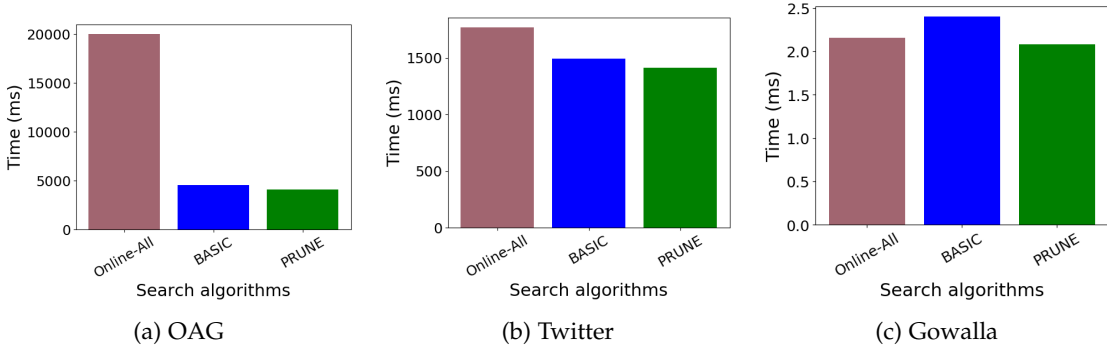 20000
15000
10000
5000
0
Time (ms)
Online-All
BASIC
PRUNE
Search algorithms
(a) OAG
1500
1000
500
0
Time (ms)
Online-All
BASIC
PRUNE
Search algorithms
(b) Twitter
2.5
2.0
1.5
1.0
0.5
0.0
Time (ms)
Online-All
BASIC
PRUNE
Search algorithms
(c) Gowalla